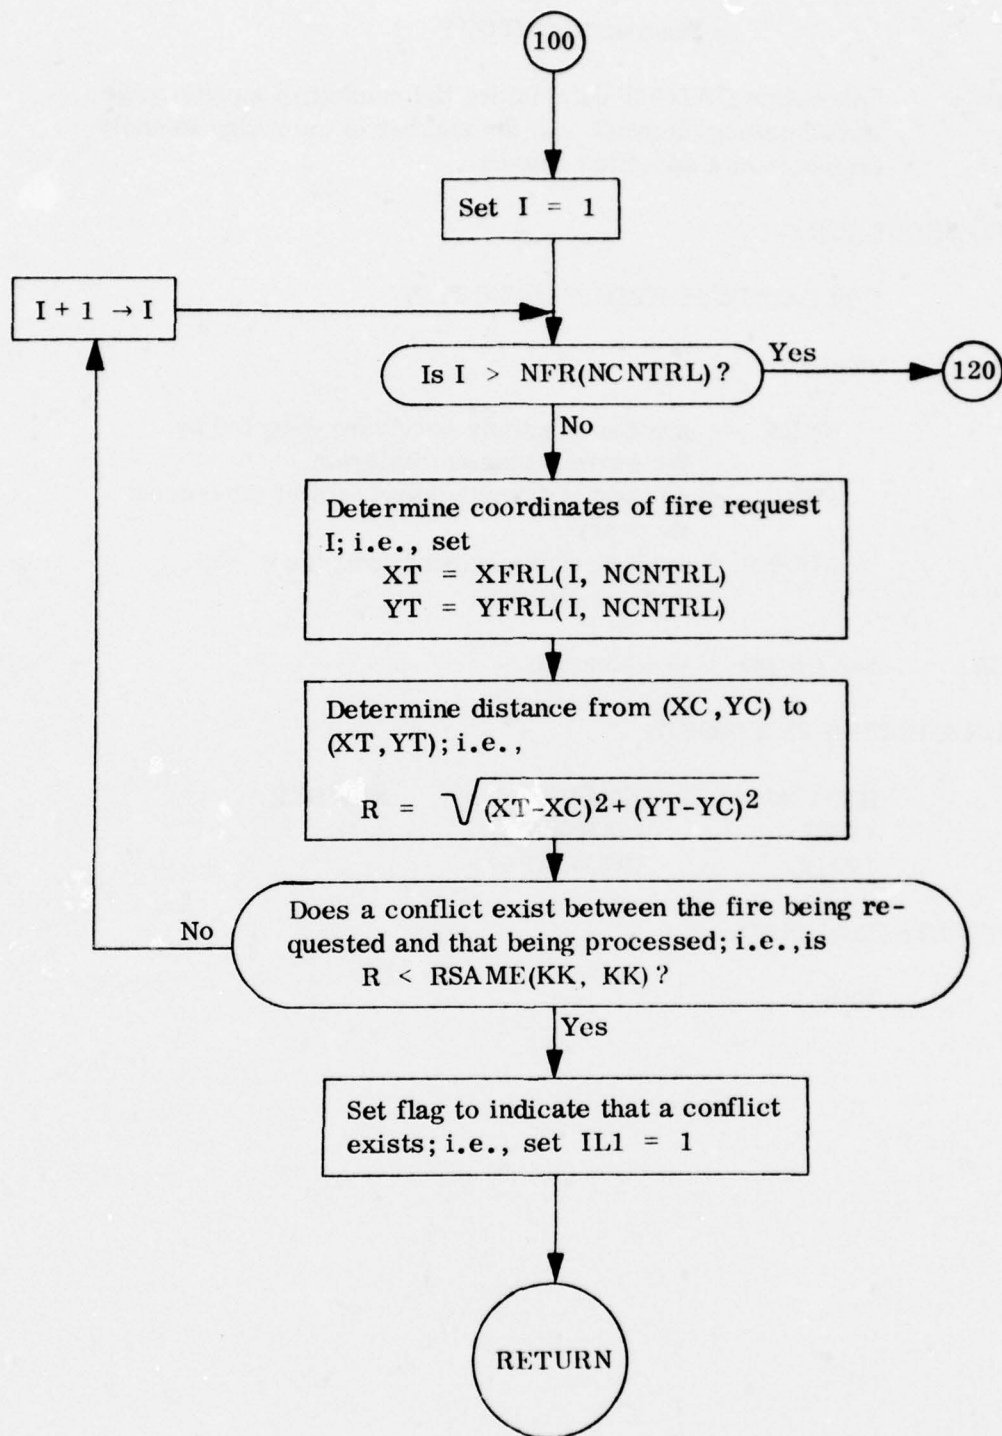 100
Set I = 1
I + 1 → I
Is I > NFR(NCNTRL)?
Yes
120
No
Determine coordinates of fire request
I; i.e., set
XT = XFRL(I, NCNTRL)
YT = YFRL(I, NCNTRL)
Determine distance from (XC,YC) to
(XT,YT); i.e.,
R = √(XT-XC)2+ (YT-YC)2
Does a conflict exist between the fire being re-
quested and that being processed; i.e., is
R < RSAME(KK, KK)?
No
Yes
Set flag to indicate that a conflict
exists; i.e., set IL1 = 1
RETURN